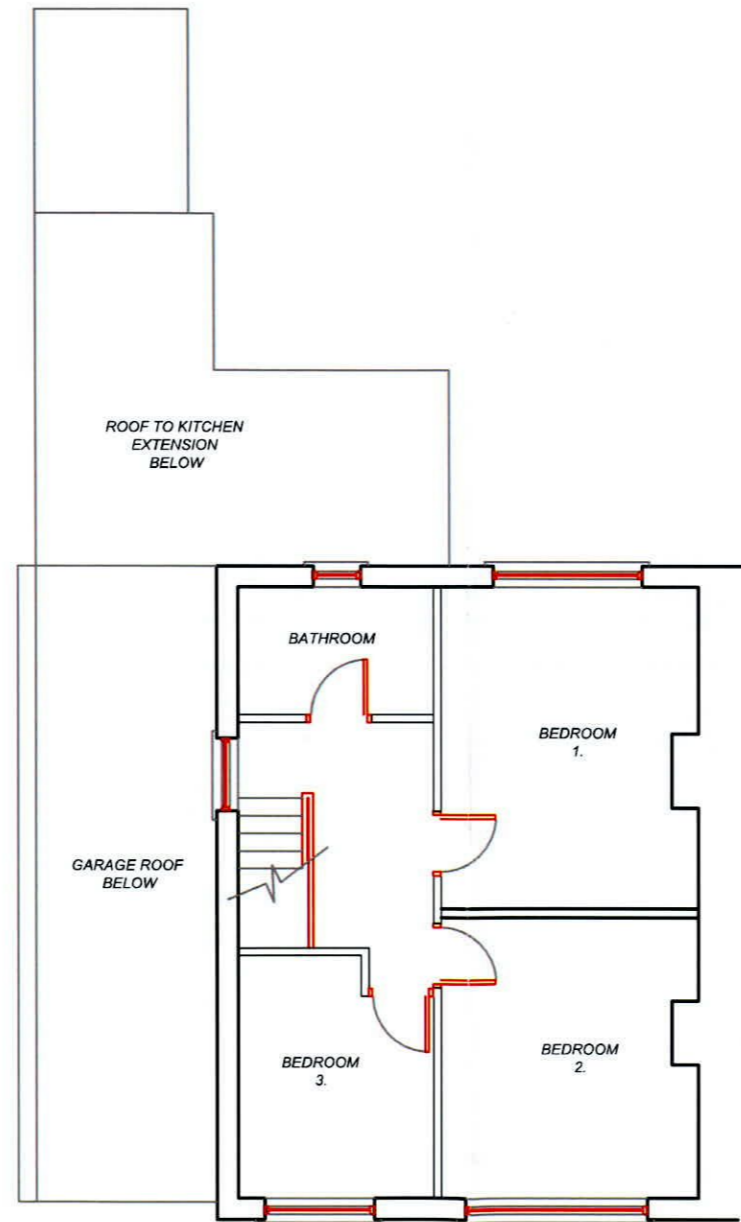 ROOF TO KITCHEN
EXTENSION
BELOW
BATHROOM
BEDROOM
1.
GARAGE ROOF
BELOW
BEDROOM
2.
BEDROOM
3.